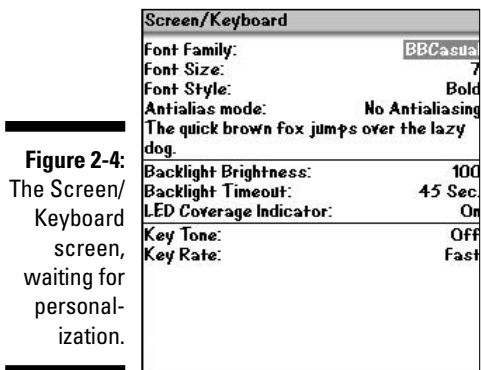 Screen/Keyboard
Font Family: BBCasual
Font Size: 7
Font Style: Bold
Antialias mode: No Antialiasing
The quick brown fox jumps over the lazy
dog.
Backlight Brightness: 100
Backlight Timeout: 45 Sec.
LED Coverage Indicator: On
Key Tone: Off
Key Rate: Fast
Figure 2-4:
The Screen/
Keyboard
screen,
waiting for
personal-
ization.